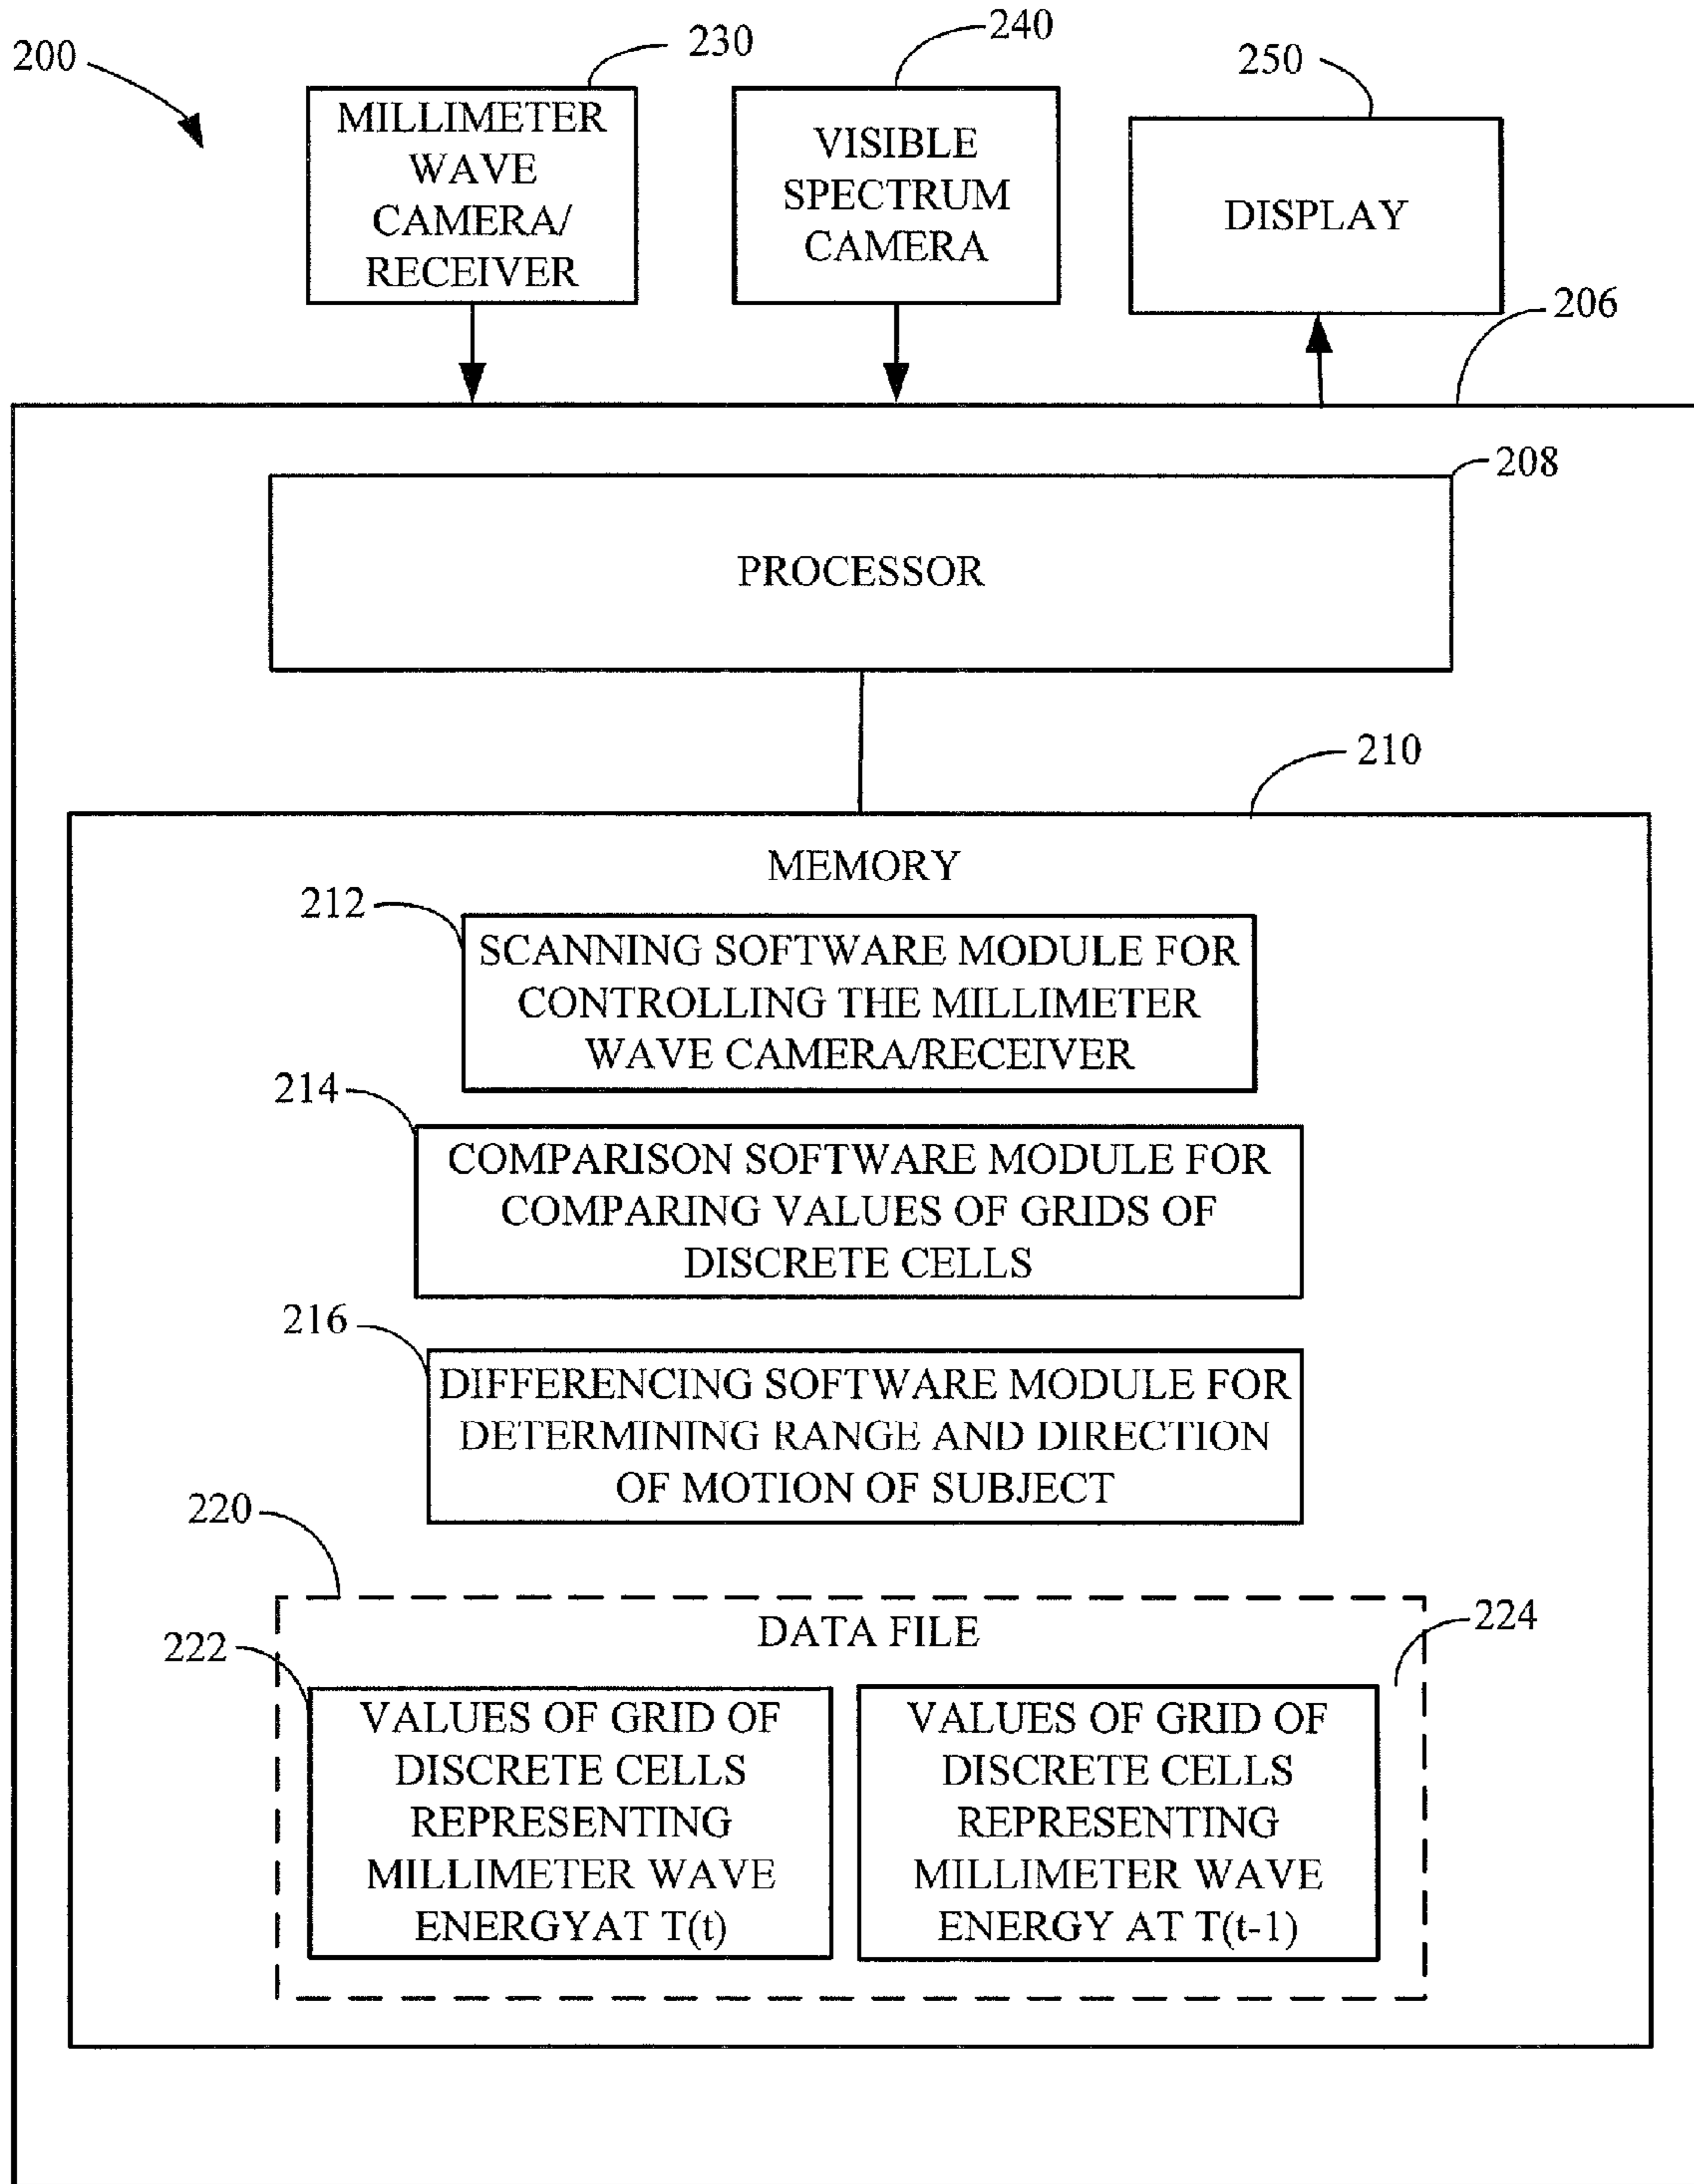 200
230
240
250
MILLIMETER
WAVE
CAMERA/
RECEIVER
VISIBLE
SPECTRUM
CAMERA
DISPLAY
206
208
PROCESSOR
210
MEMORY
212
SCANNING SOFTWARE MODULE FOR
CONTROLLING THE MILLIMETER
WAVE CAMERA/RECEIVER
214
COMPARISON SOFTWARE MODULE FOR
COMPARING VALUES OF GRIDS OF
DISCRETE CELLS
216
DIFFERENCING SOFTWARE MODULE FOR
DETERMINING RANGE AND DIRECTION
OF MOTION OF SUBJECT
220
DATA FILE
222
224
VALUES OF GRID OF
DISCRETE CELLS
REPRESENTING
MILLIMETER WAVE
ENERGYAT T(t)
VALUES OF GRID OF
DISCRETE CELLS
REPRESENTING
MILLIMETER WAVE
ENERGY AT T(t-1)